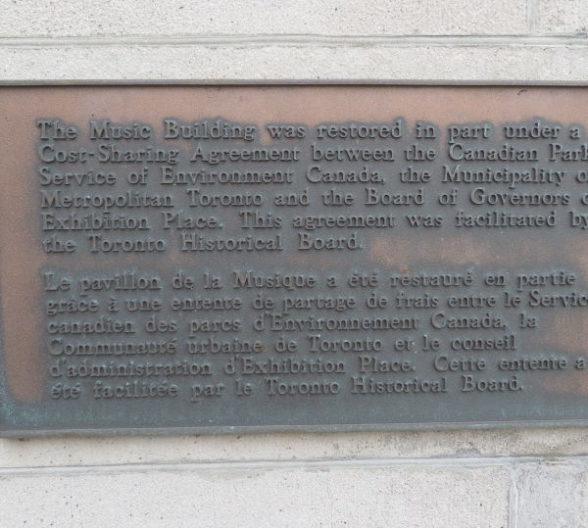 The Music Building was restored in part under a
Cost-Sharing Agreement between the Canadian Park
Service of Environment Canada, the Municipality o
Metropolitan Toronto and the Board of Governors o
Exhibition Place. This agreement was facilitated by
the Toronto Historical Board.
Le pavillon de la Musique a été restauré en partie
grâce à une entente de partage de frais entre le Servic
canadien des parcs d'Environnement Canada, la
Communauté urbaine de Toronto et le conseil
d'administration d'Exhibition Place. Cette entente a
été facilitée par le Toronto Historical Board.